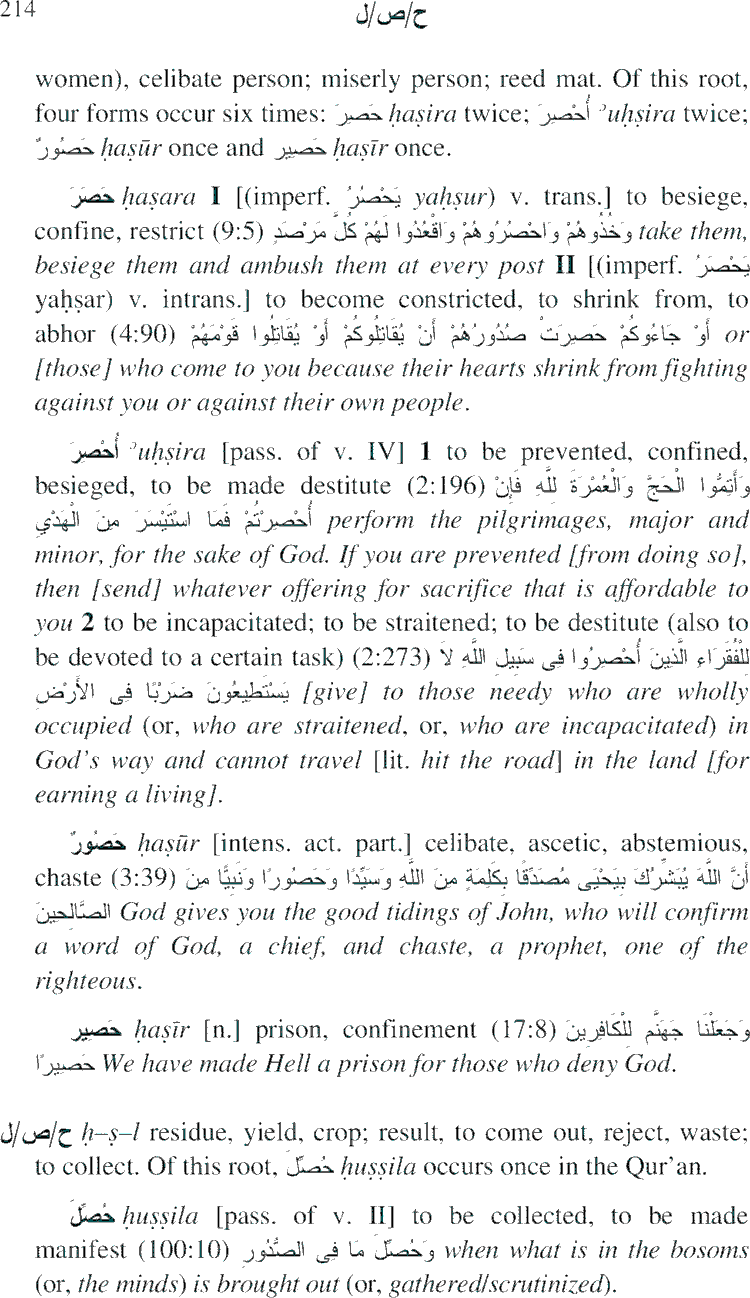 214
ح/ص/ل
women), celibate person; miserly person; reed mat. Of this root,
four forms occur six times: حَصِرَ ḥaṣira twice; أُحْصِرَ ʾuḥṣira twice;
حَصُورٌ ḥaṣūr once and حَصِير ḥaṣīr once.
حَصَرَ ḥaṣara I [(imperf. يَحْصُرُ yaḥṣur) v. trans.] to besiege,
confine, restrict (9:5) وَخُذُوهُمْ وَاحْصُرُوهُمْ وَاقْعُدُوا لَهُمْ كُلَّ مَرْصَدٍ take them,
besiege them and ambush them at every post II [(imperf. يَحْصَرُ
yaḥṣar) v. intrans.] to become constricted, to shrink from, to
abhor (4:90) أَوْ جَاءُوكُمْ حَصِرَتْ صُدُورُهُمْ أَنْ يُقَاتِلُوكُمْ أَوْ يُقَاتِلُوا قَوْمَهُمْ or
[those] who come to you because their hearts shrink from fighting
against you or against their own people.
أُحْصِرَ ʾuḥṣira [pass. of v. IV] 1 to be prevented, confined,
besieged, to be made destitute (2:196) وَأَتِمُّوا الْحَجَّ وَالْعُمْرَةَ لِلَّهِ فَإِنْ
أُحْصِرْتُمْ فَمَا اسْتَيْسَرَ مِنَ الْهَدْيِ perform the pilgrimages, major and
minor, for the sake of God. If you are prevented [from doing so],
then [send] whatever offering for sacrifice that is affordable to
you 2 to be incapacitated; to be straitened; to be destitute (also to
be devoted to a certain task) (2:273) لِلْفُقَرَاءِ الَّذِينَ أُحْصِرُوا فِى سَبِيلِ اللَّهِ لاَ
يَسْتَطِيعُونَ ضَرْبًا فِى الأَرْضِ [give] to those needy who are wholly
occupied (or, who are straitened, or, who are incapacitated) in
God's way and cannot travel [lit. hit the road] in the land [for
earning a living].
حَصُورٌ ḥaṣūr [intens. act. part.] celibate, ascetic, abstemious,
chaste (3:39) أَنَّ اللَّهَ يُبَشِّرُكَ بِيَحْيَى مُصَدِّقًا بِكَلِمَةٍ مِنَ اللَّهِ وَسَيِّدًا وَحَصُورًا وَنَبِيًّا مِنَ
الصَّالِحِينَ God gives you the good tidings of John, who will confirm
a word of God, a chief, and chaste, a prophet, one of the
righteous.
حَصِير ḥaṣīr [n.] prison, confinement (17:8) وَجَعَلْنَا جَهَنَّم لِلْكَافِرِينَ
حَصِيرًا We have made Hell a prison for those who deny God.
ح/ص/ل ḥ–ṣ–l residue, yield, crop; result, to come out, reject, waste;
to collect. Of this root, حُصِّلَ ḥuṣṣila occurs once in the Qur'an.
حُصِّلَ ḥuṣṣila [pass. of v. II] to be collected, to be made
manifest (100:10) وَحُصِّلَ مَا فِى الصُّدُورِ when what is in the bosoms
(or, the minds) is brought out (or, gathered/scrutinized).